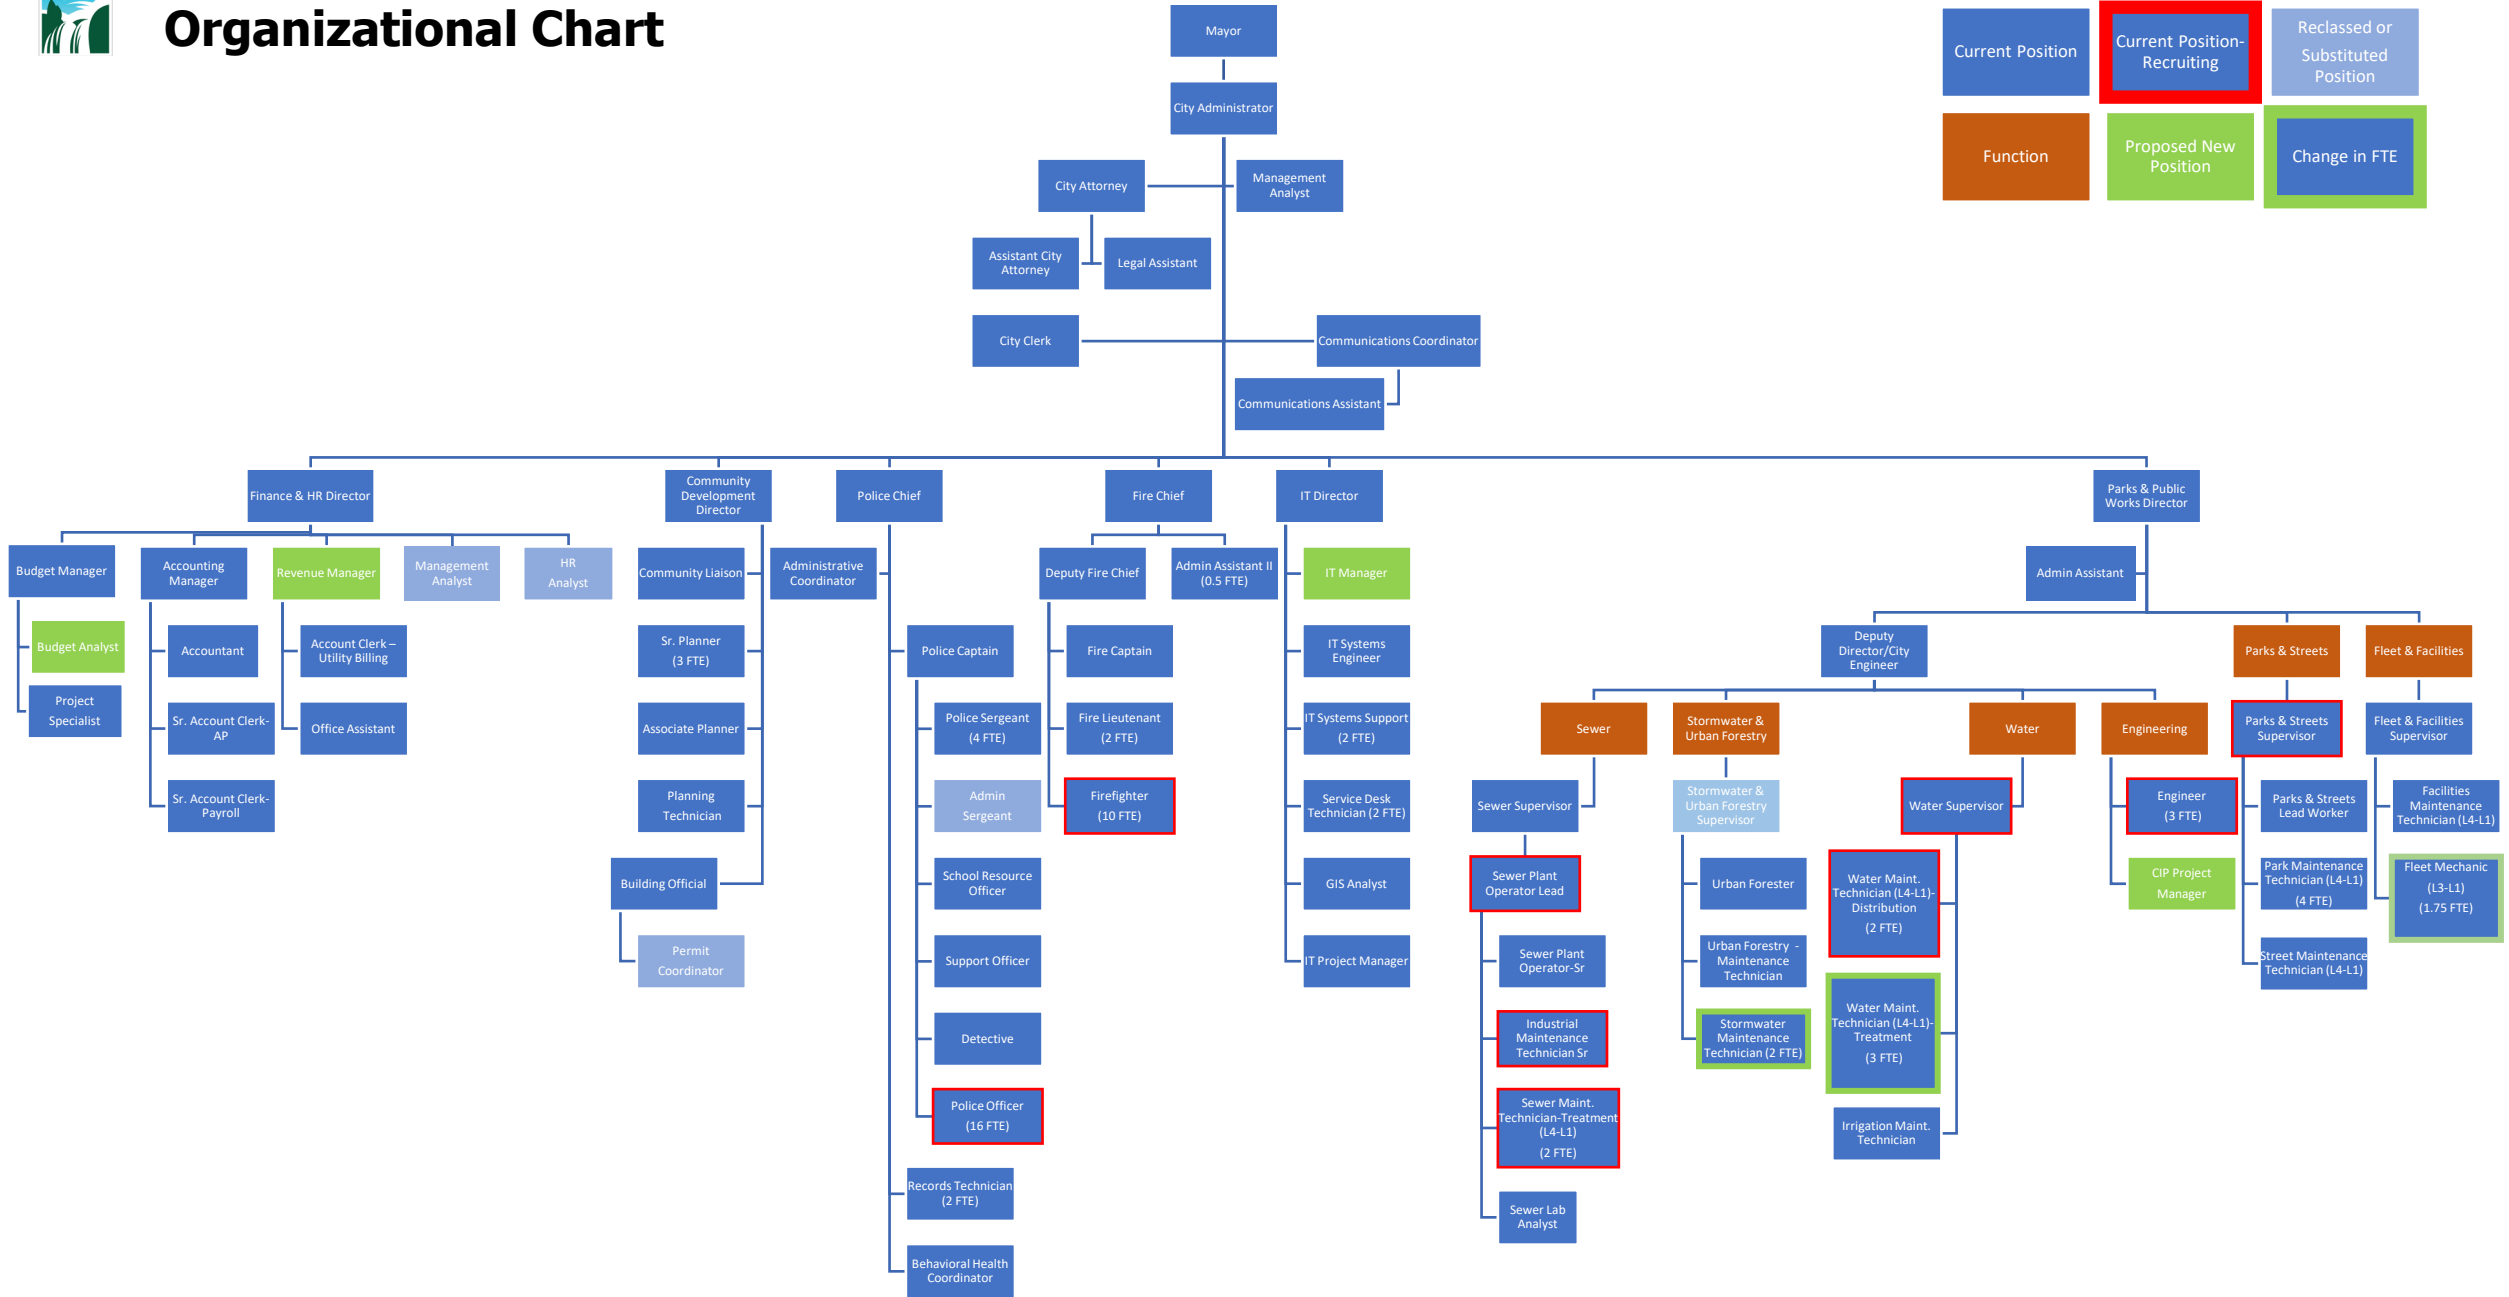 Organizational Chart
Mayor
City Administrator
Current Position
Current Position-
Recruiting
Reclassed or
Substituted
Position
Function
Proposed New
Position
Change in FTE
City Attorney
Management
Analyst
Assistant City
Attorney
Legal Assistant
City Clerk
Communications Coordinator
Communications Assistant
Finance & HR Director
Community
Development
Director
Police Chief
Fire Chief
IT Director
Parks & Public
Works Director
Budget Manager
Accounting
Manager
Revenue Manager
Management
Analyst
HR
Analyst
Budget Analyst
Project
Specialist
Accountant
Sr. Account Clerk-
AP
Sr. Account Clerk-
Payroll
Account Clerk –
Utility Billing
Office Assistant
Community Liaison
Sr. Planner
(3 FTE)
Associate Planner
Planning
Technician
Building Official
Permit
Coordinator
Administrative
Coordinator
Police Captain
Police Sergeant
(4 FTE)
Admin
Sergeant
School Resource
Officer
Support Officer
Detective
Police Officer
(16 FTE)
Records Technician
(2 FTE)
Behavioral Health
Coordinator
Deputy Fire Chief
Admin Assistant II
(0.5 FTE)
Fire Captain
Fire Lieutenant
(2 FTE)
Firefighter
(10 FTE)
IT Manager
IT Systems
Engineer
IT Systems Support
(2 FTE)
Service Desk
Technician (2 FTE)
GIS Analyst
IT Project Manager
Admin Assistant
Deputy
Director/City
Engineer
Parks & Streets
Fleet & Facilities
Sewer
Stormwater &
Urban Forestry
Water
Engineering
Parks & Streets
Supervisor
Fleet & Facilities
Supervisor
Sewer Supervisor
Sewer Plant
Operator Lead
Sewer Plant
Operator-Sr
Industrial
Maintenance
Technician Sr
Sewer Maint.
Technician-Treatment
(L4-L1)
(2 FTE)
Sewer Lab
Analyst
Stormwater &
Urban Forestry
Supervisor
Urban Forester
Urban Forestry -
Maintenance
Technician
Stormwater
Maintenance
Technician (2 FTE)
Water Supervisor
Water Maint.
Technician (L4-L1)-
Distribution
(2 FTE)
Water Maint.
Technician (L4-L1)-
Treatment
(3 FTE)
Irrigation Maint.
Technician
Engineer
(3 FTE)
CIP Project
Manager
Parks & Streets
Lead Worker
Park Maintenance
Technician (L4-L1)
(4 FTE)
Street Maintenance
Technician (L4-L1)
Facilities
Maintenance
Technician (L4-L1)
Fleet Mechanic
(L3-L1)
(1.75 FTE)